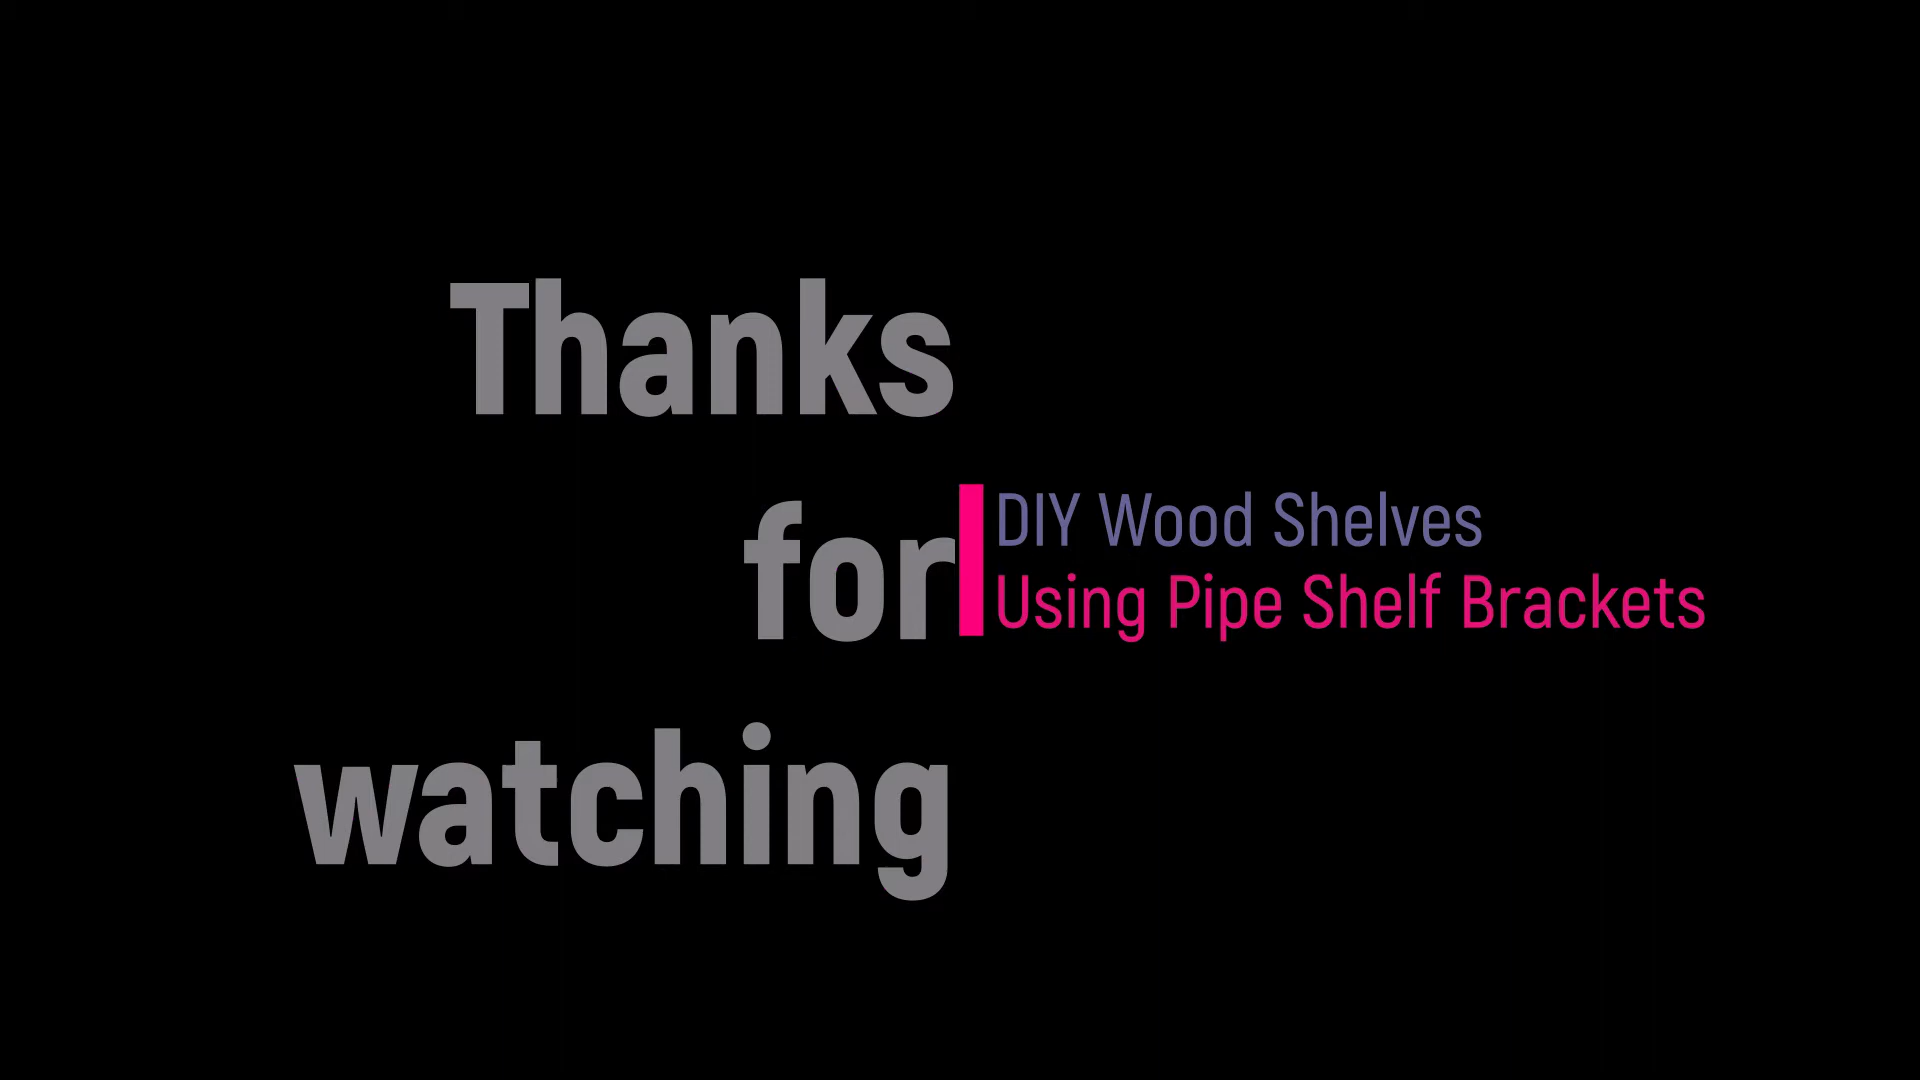 Thanks
for
watching
DIY Wood Shelves
Using Pipe Shelf Brackets